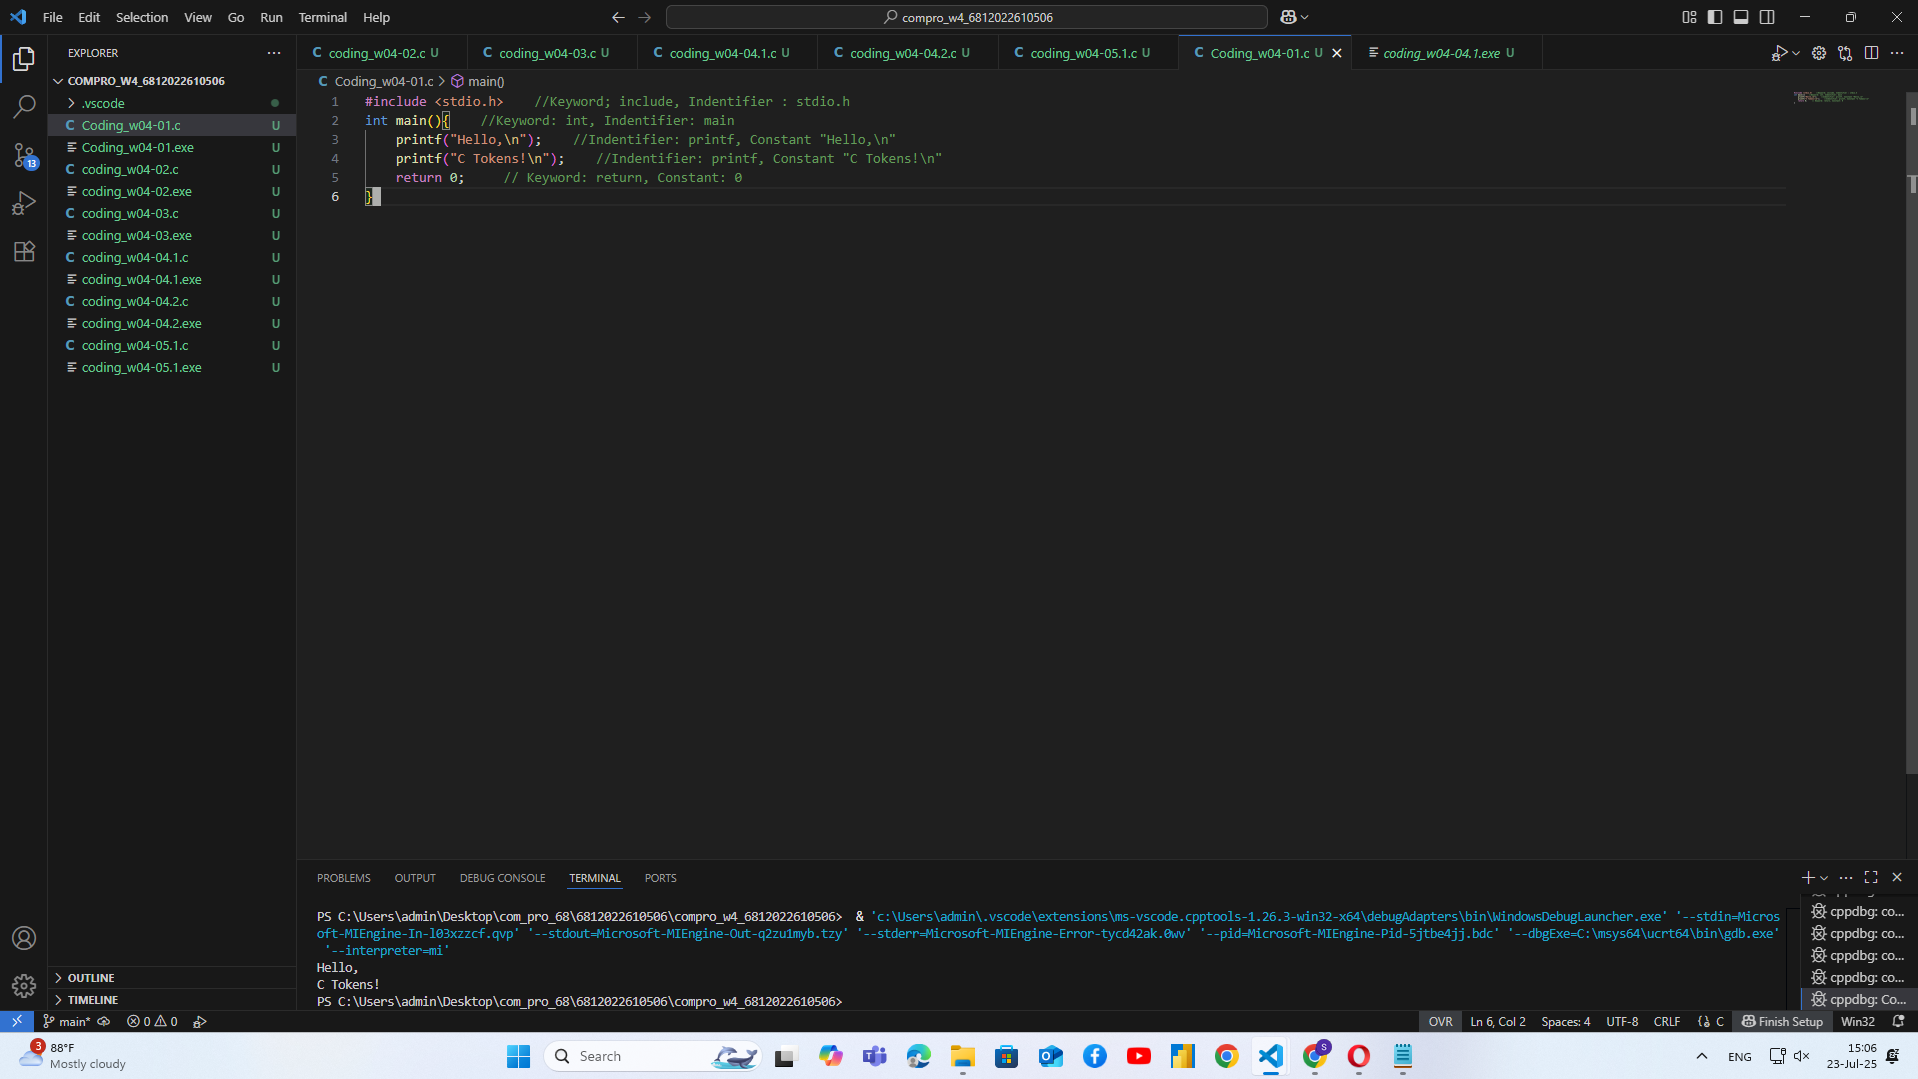 File Edit Selection View Go Run Terminal Help
compro_w4_6812022610506
EXPLORER
COMPRO_W4_6812022610506
.vscode
C Coding_w04-01.c U
Coding_w04-01.exe U
C coding_w04-02.c U
coding_w04-02.exe U
C coding_w04-03.c U
coding_w04-03.exe U
C coding_w04-04.1.c U
coding_w04-04.1.exe U
C coding_w04-04.2.c U
coding_w04-04.2.exe U
C coding_w04-05.1.c U
coding_w04-05.1.exe U
13
OUTLINE
TIMELINE
C coding_w04-02.c U C coding_w04-03.c U C coding_w04-04.1.c U C coding_w04-04.2.c U C coding_w04-05.1.c U C Coding_w04-01.c U coding_w04-04.1.exe U
C Coding_w04-01.c > main()
1 #include <stdio.h> //Keyword; include, Indentifier : stdio.h
2 int main(){ //Keyword: int, Indentifier: main
3 printf("Hello,\n"); //Indentifier: printf, Constant "Hello,\n"
4 printf("C Tokens!\n"); //Indentifier: printf, Constant "C Tokens!\n"
5 return 0; // Keyword: return, Constant: 0
6 }
PROBLEMS OUTPUT DEBUG CONSOLE TERMINAL PORTS
PS C:\Users\admin\Desktop\com_pro_68\6812022610506\compro_w4_6812022610506> & 'c:\Users\admin\.vscode\extensions\ms-vscode.cpptools-1.26.3-win32-x64\debugAdapters\bin\WindowsDebugLauncher.exe' '--stdin=Micros
oft-MIEngine-In-l03xzzcf.qvp' '--stdout=Microsoft-MIEngine-Out-q2zu1myb.tzy' '--stderr=Microsoft-MIEngine-Error-tycd42ak.0wv' '--pid=Microsoft-MIEngine-Pid-5jtbe4jj.bdc' '--dbgExe=C:\msys64\ucrt64\bin\gdb.exe'
'--interpreter=mi'
Hello,
C Tokens!
PS C:\Users\admin\Desktop\com_pro_68\6812022610506\compro_w4_6812022610506>
cppdbg: co...
cppdbg: co...
cppdbg: co...
cppdbg: co...
cppdbg: Co...
main* 0 0 OVR Ln 6, Col 2 Spaces: 4 UTF-8 CRLF {} C Finish Setup Win32
3 88°F
Mostly cloudy
Search
S
ENG
15:06
23-Jul-25